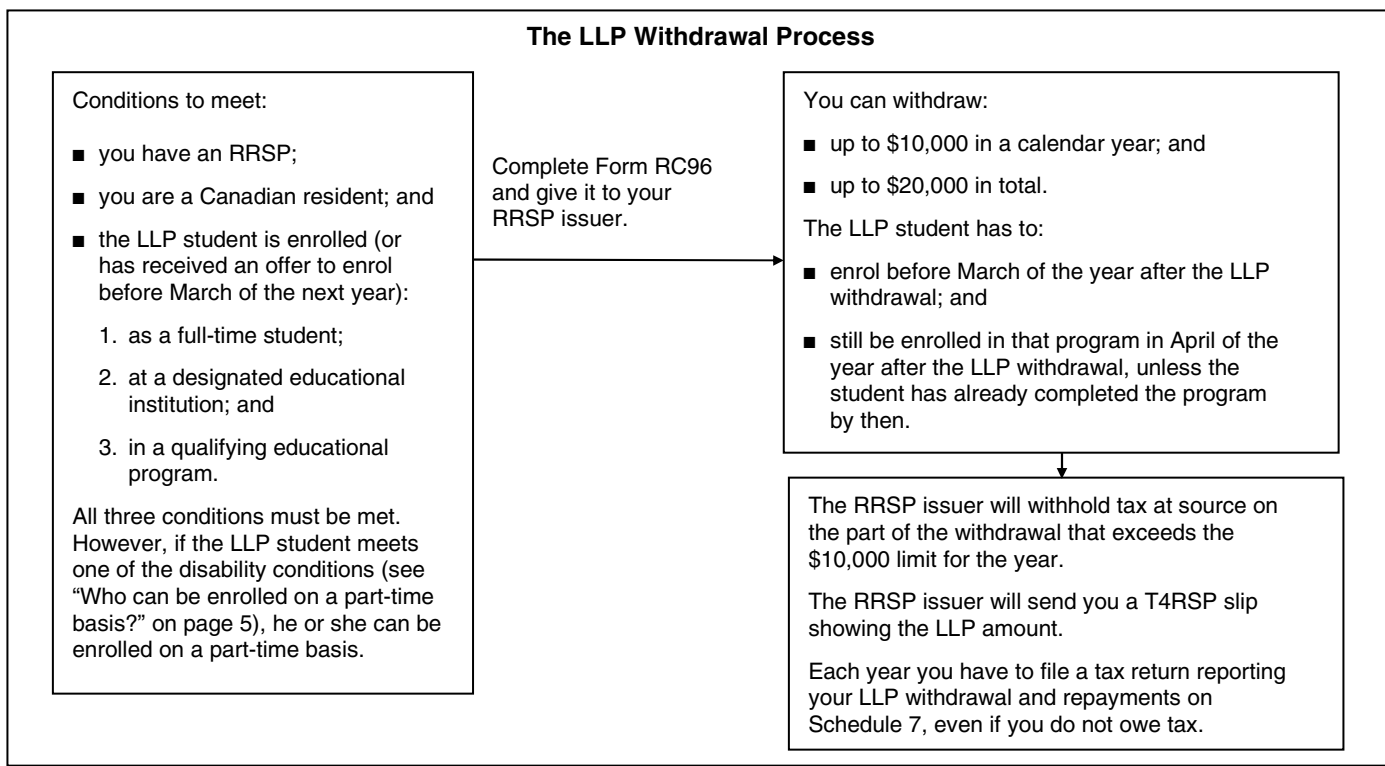 The LLP Withdrawal Process
Conditions to meet:
■ you have an RRSP;
■ you are a Canadian resident; and
■ the LLP student is enrolled (or
has received an offer to enrol
before March of the next year):
1. as a full-time student;
2. at a designated educational
institution; and
3. in a qualifying educational
program.
All three conditions must be met.
However, if the LLP student meets
one of the disability conditions (see
“Who can be enrolled on a part-time
basis?” on page 5), he or she can be
enrolled on a part-time basis.
Complete Form RC96
and give it to your
RRSP issuer.
You can withdraw:
■ up to $10,000 in a calendar year; and
■ up to $20,000 in total.
The LLP student has to:
■ enrol before March of the year after the LLP
withdrawal; and
■ still be enrolled in that program in April of the
year after the LLP withdrawal, unless the
student has already completed the program
by then.
The RRSP issuer will withhold tax at source on
the part of the withdrawal that exceeds the
$10,000 limit for the year.
The RRSP issuer will send you a T4RSP slip
showing the LLP amount.
Each year you have to file a tax return reporting
your LLP withdrawal and repayments on
Schedule 7, even if you do not owe tax.